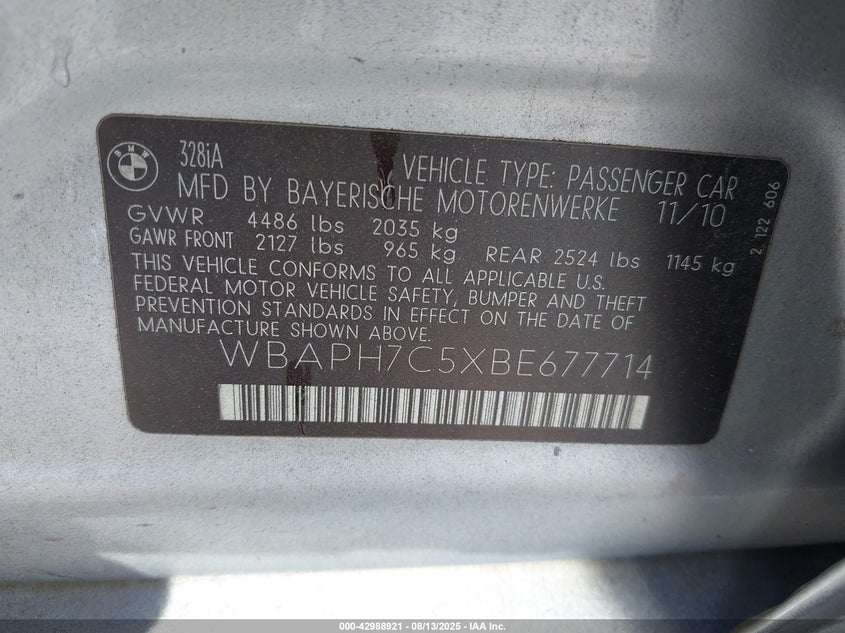 BMW
328iA VEHICLE TYPE: PASSENGER CAR
MFD BY BAYERISCHE MOTORENWERKE 11/10
GVWR 4486 lbs 2035 kg
GAWR FRONT 2127 lbs 965 kg REAR 2524 lbs 1145 kg
THIS VEHICLE CONFORMS TO ALL APPLICABLE U.S.
FEDERAL MOTOR VEHICLE SAFETY, BUMPER AND THEFT
PREVENTION STANDARDS IN EFFECT ON THE DATE OF
MANUFACTURE SHOWN ABOVE.
WBAPH7C5XBE677714
2 122 606
000-42988921 - 08/13/2025 - IAA Inc.